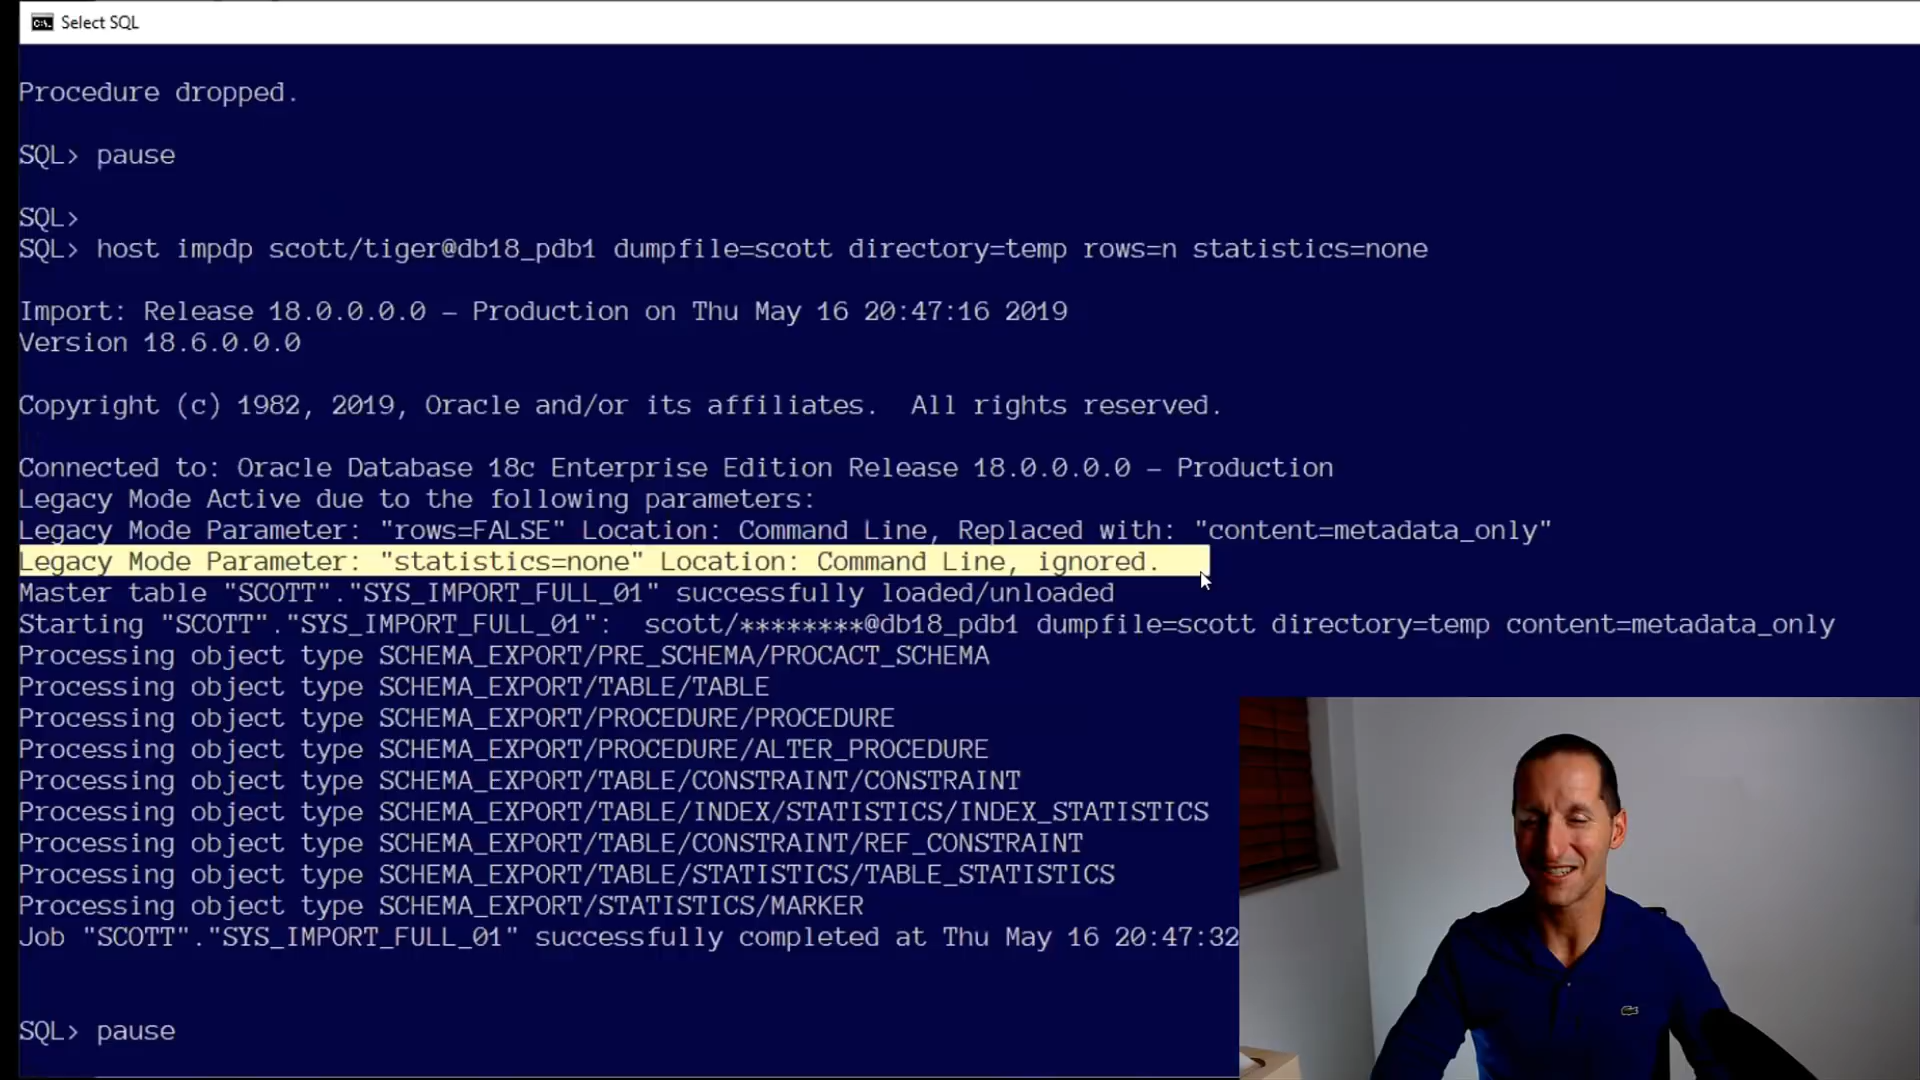 Select SQL
Procedure dropped.
SQL> pause
SQL>
SQL> host impdp scott/tiger@db18_pdb1 dumpfile=scott directory=temp rows=n statistics=none
Import: Release 18.0.0.0.0 – Production on Thu May 16 20:47:16 2019
Version 18.6.0.0.0
Copyright (c) 1982, 2019, Oracle and/or its affiliates.  All rights reserved.
Connected to: Oracle Database 18c Enterprise Edition Release 18.0.0.0.0 – Production
Legacy Mode Active due to the following parameters:
Legacy Mode Parameter: "rows=FALSE" Location: Command Line, Replaced with: "content=metadata_only"
Legacy Mode Parameter: "statistics=none" Location: Command Line, ignored.
Master table "SCOTT"."SYS_IMPORT_FULL_01" successfully loaded/unloaded
Starting "SCOTT"."SYS_IMPORT_FULL_01":  scott/********@db18_pdb1 dumpfile=scott directory=temp content=metadata_only
Processing object type SCHEMA_EXPORT/PRE_SCHEMA/PROCACT_SCHEMA
Processing object type SCHEMA_EXPORT/TABLE/TABLE
Processing object type SCHEMA_EXPORT/PROCEDURE/PROCEDURE
Processing object type SCHEMA_EXPORT/PROCEDURE/ALTER_PROCEDURE
Processing object type SCHEMA_EXPORT/TABLE/CONSTRAINT/CONSTRAINT
Processing object type SCHEMA_EXPORT/TABLE/INDEX/STATISTICS/INDEX_STATISTICS
Processing object type SCHEMA_EXPORT/TABLE/CONSTRAINT/REF_CONSTRAINT
Processing object type SCHEMA_EXPORT/TABLE/STATISTICS/TABLE_STATISTICS
Processing object type SCHEMA_EXPORT/STATISTICS/MARKER
Job "SCOTT"."SYS_IMPORT_FULL_01" successfully completed at Thu May 16 20:47:32
SQL> pause